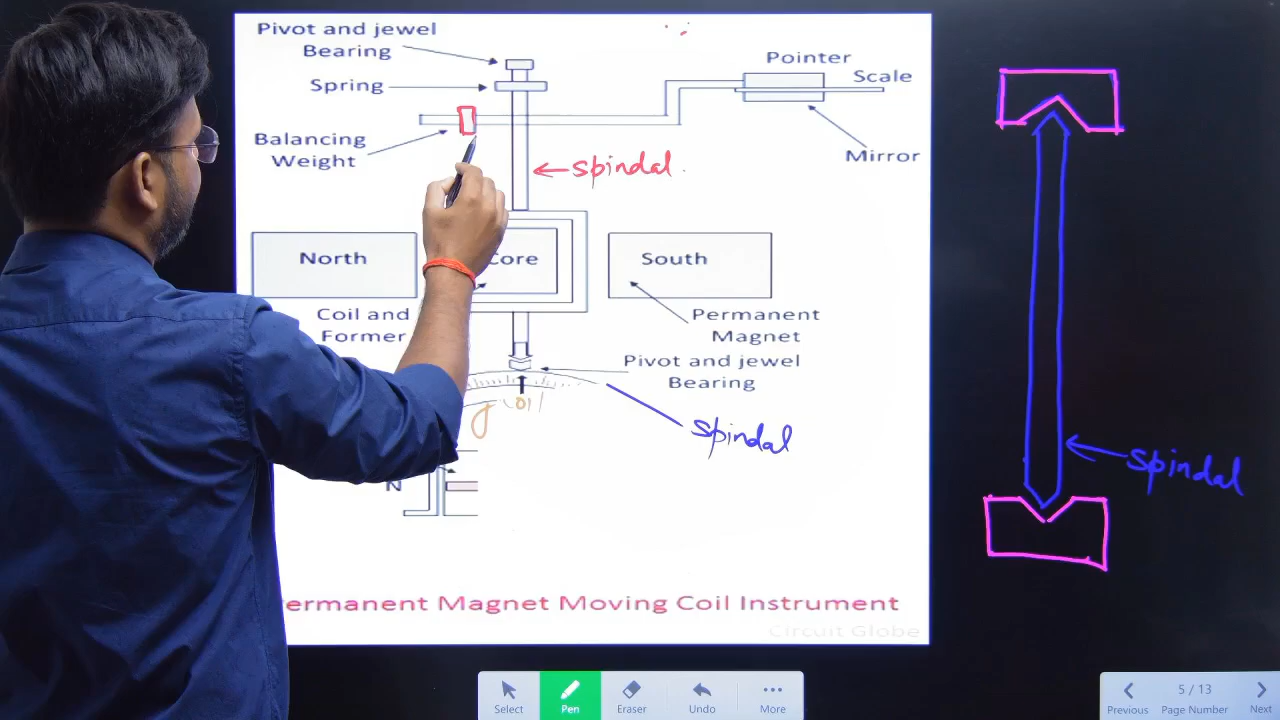 Pivot and jewel
Bearing
Spring
Balancing
Weight
Pointer
Scale
Mirror
spindal
North
Core
South
Coil and
Former
Permanent
Magnet
Pivot and jewel
Bearing
coil
spindal
spindal
N
ermanent Magnet Moving Coil Instrument
Circuit Globe
Select
Pen
Eraser
Undo
More
5 / 13
Previous
Page Number
Next